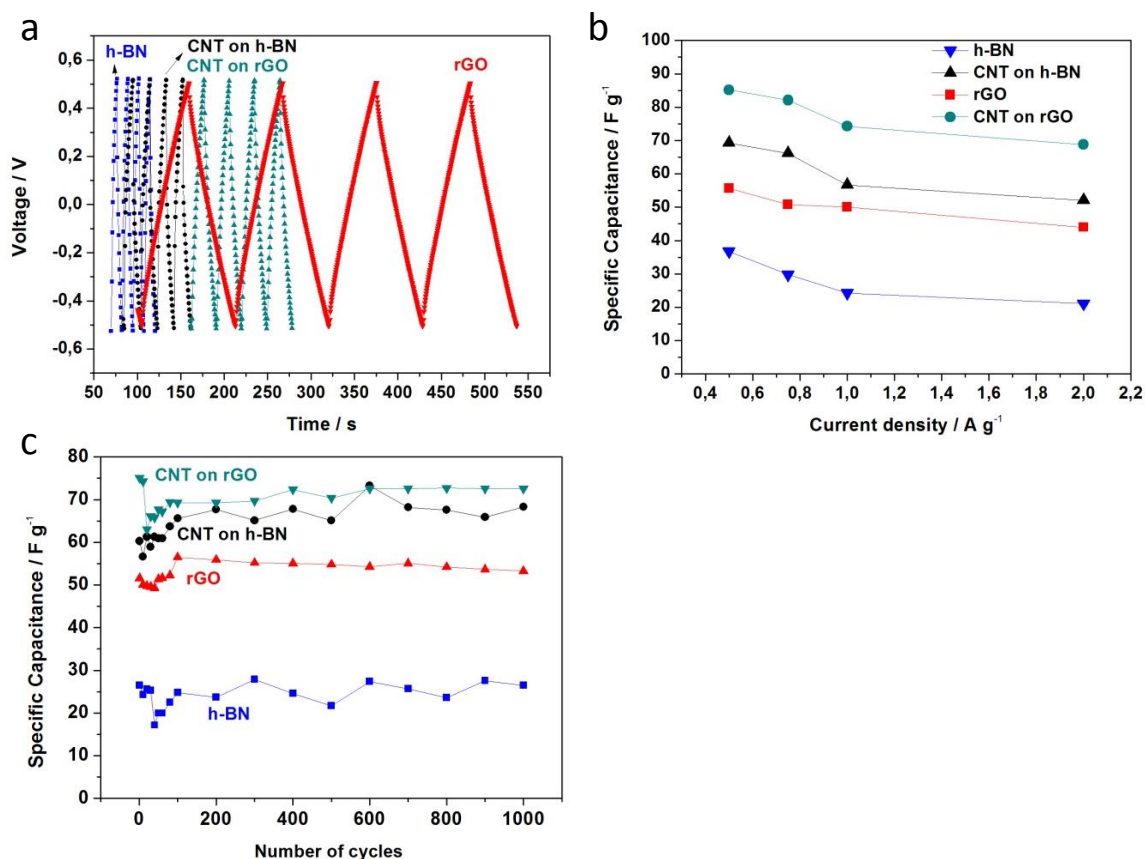 a
h-BN
CNT on h-BN
CNT on rGO
rGO
0,6
0,4
0,2
0,0
-0,2
-0,4
-0,6
Voltage / V
50 100 150 200 250 300 350 400 450 500 550
Time / s
b
h-BN
CNT on h-BN
rGO
CNT on rGO
100
90
80
70
60
50
40
30
20
10
0
Specific Capacitance / F g⁻¹
0,4 0,6 0,8 1,0 1,2 1,4 1,6 1,8 2,0 2,2
Current density / A g⁻¹
c
CNT on rGO
CNT on h-BN
rGO
h-BN
80
70
60
50
40
30
20
10
0
Specific Capacitance / F g⁻¹
0 200 400 600 800 1000
Number of cycles